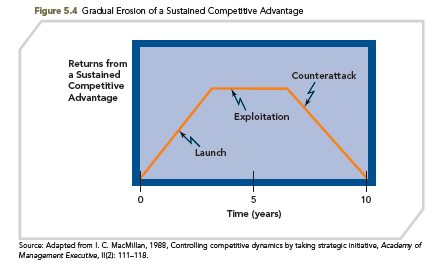 Figure 5.4 Gradual Erosion of a Sustained Competitive Advantage
Returns from
a Sustained
Competitive
Advantage
Counterattack
Exploitation
Launch
0 5 10
Time (years)
Source: Adapted from I. C. MacMillan, 1988, Controlling competitive dynamics by taking strategic initiative, Academy of
Management Executive, II(2): 111–118.